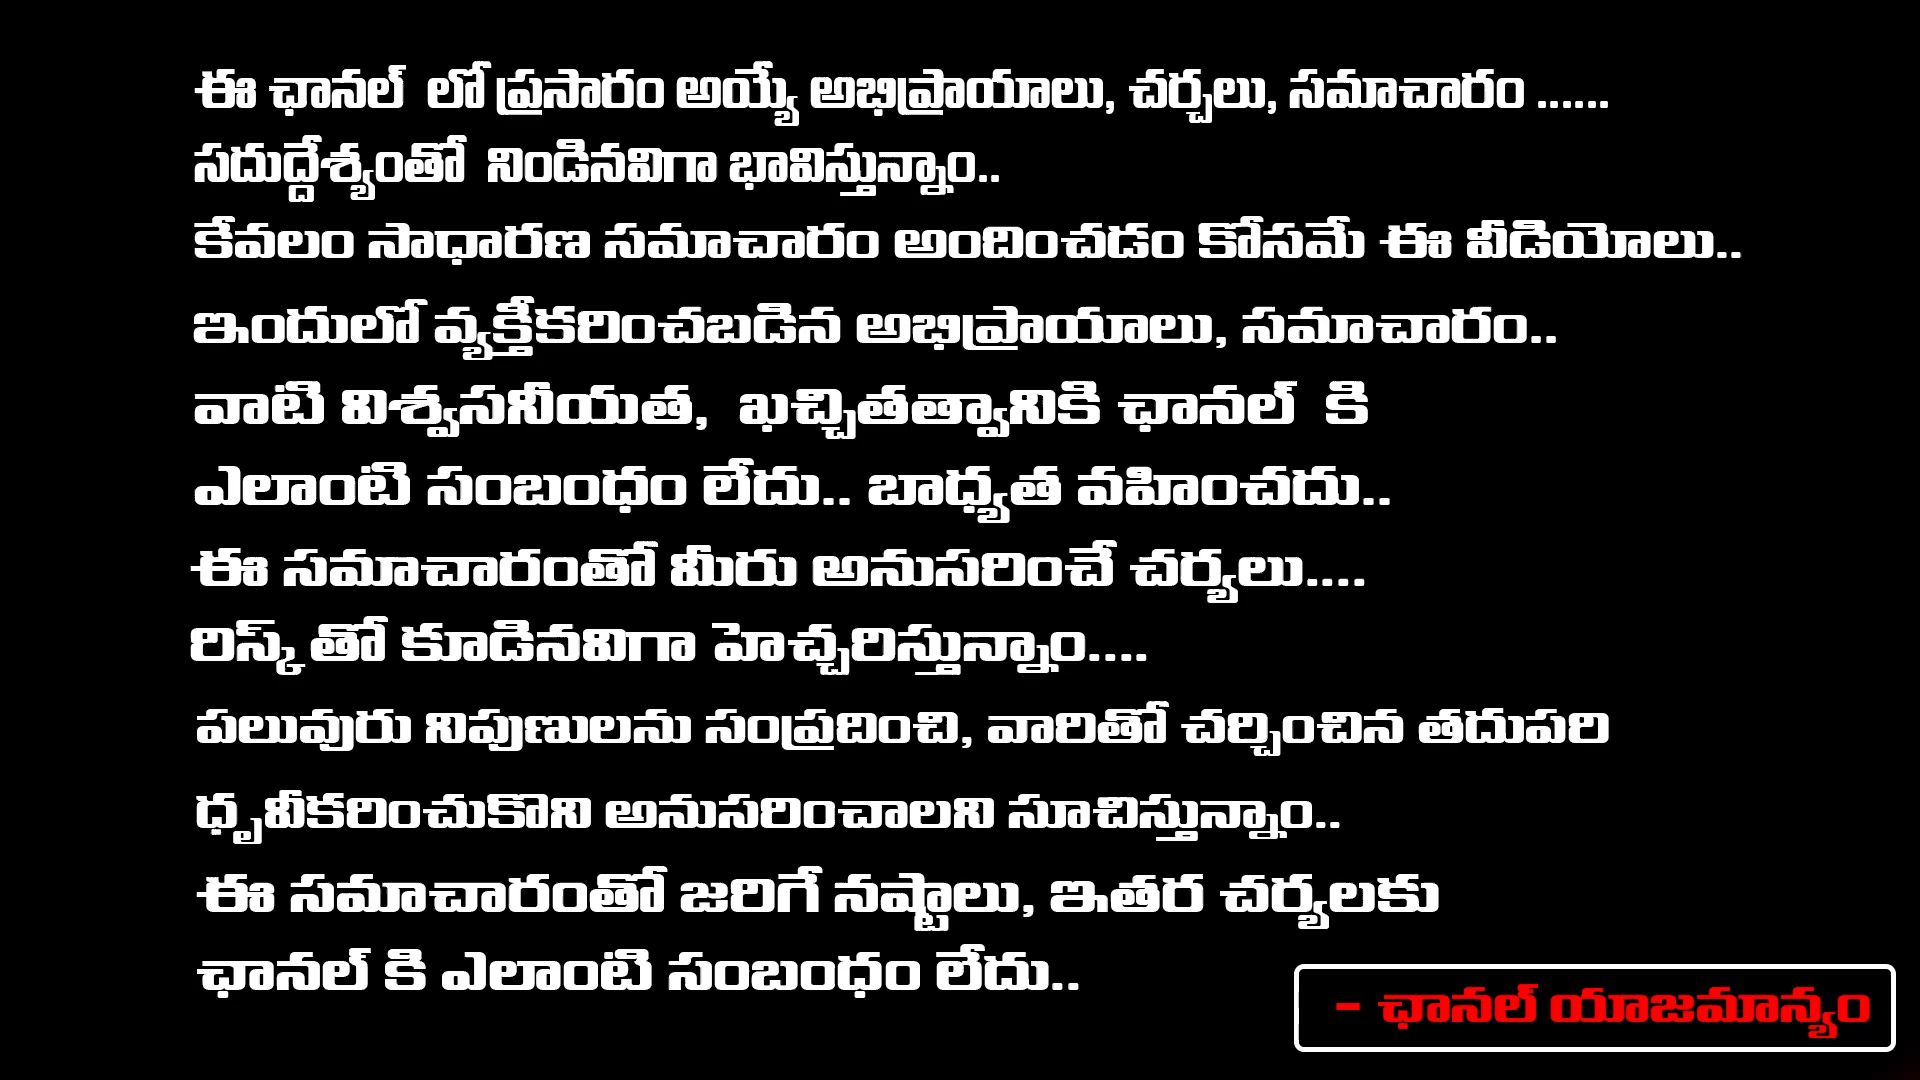 ఈ ఛానల్ లో ప్రసారం అయ్యే అభిప్రాయాలు, చర్చలు, సమాచారం ......
సదుద్దేశ్యంతో నిండినవిగా భావిస్తున్నాం..
కేవలం సాధారణ సమాచారం అందించడం కోసమే ఈ వీడియోలు..
ఇందులో వ్యక్తీకరించబడిన అభిప్రాయాలు, సమాచారం..
వాటి విశ్వసనీయత, ఖచ్చితత్వానికి ఛానల్ కి
ఎలాంటి సంబంధం లేదు.. బాధ్యత వహించదు..
ఈ సమాచారంతో మీరు అనుసరించే చర్యలు....
రిస్క్ తో కూడినవిగా హెచ్చరిస్తున్నాం....
పలువురు నిపుణులను సంప్రదించి, వారితో చర్చించిన తదుపరి
ధృవీకరించుకొని అనుసరించాలని సూచిస్తున్నాం..
ఈ సమాచారంతో జరిగే నష్టాలు, ఇతర చర్యలకు
ఛానల్ కి ఎలాంటి సంబంధం లేదు..
- ఛానల్ యాజమాన్యం